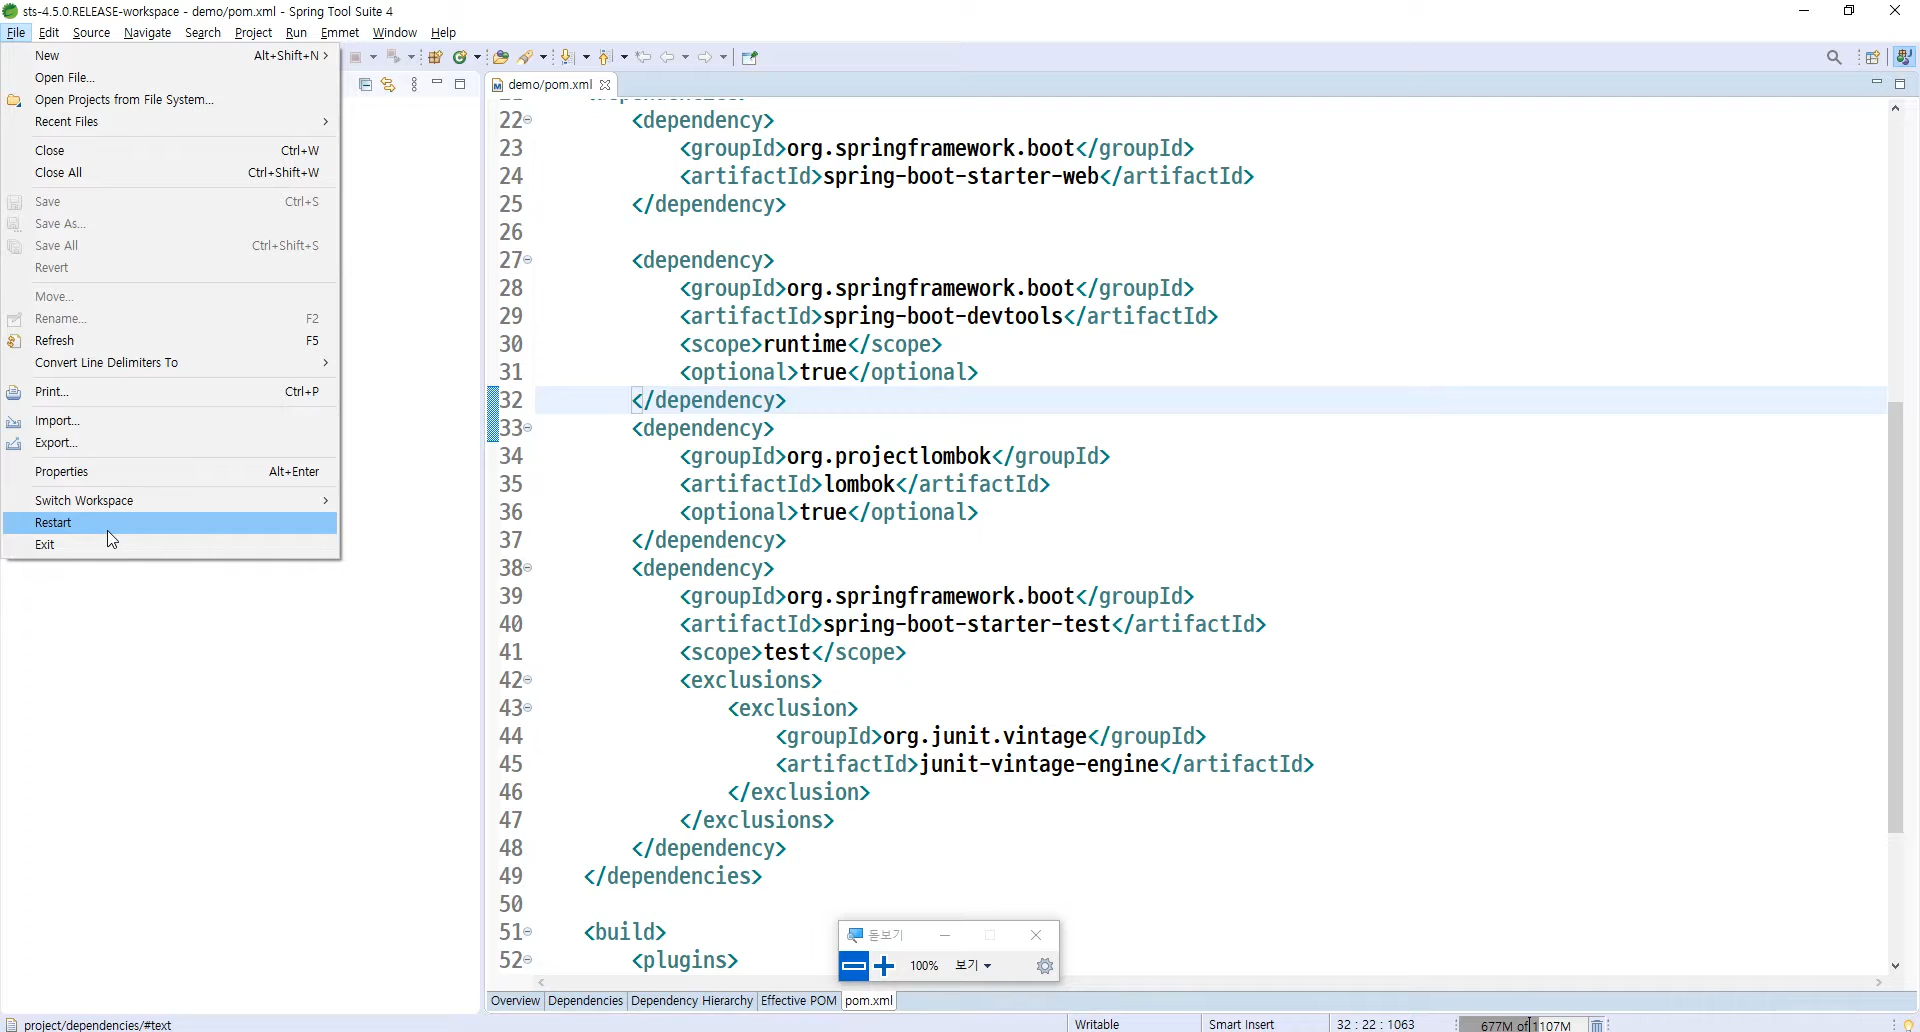 sts-4.5.0.RELEASE-workspace - demo/pom.xml - Spring Tool Suite 4
File Edit Source Navigate Search Project Run Emmet Window Help
New Alt+Shift+N
Open File...
Open Projects from File System...
Recent Files
Close Ctrl+W
Close All Ctrl+Shift+W
Save Ctrl+S
Save As...
Save All Ctrl+Shift+S
Revert
Move...
Rename... F2
Refresh F5
Convert Line Delimiters To
Print... Ctrl+P
Import...
Export...
Properties Alt+Enter
Switch Workspace
Restart
Exit
demo/pom.xml
22 <dependency>
23 <groupId>org.springframework.boot</groupId>
24 <artifactId>spring-boot-starter-web</artifactId>
25 </dependency>
26
27 <dependency>
28 <groupId>org.springframework.boot</groupId>
29 <artifactId>spring-boot-devtools</artifactId>
30 <scope>runtime</scope>
31 <optional>true</optional>
32 </dependency>
33 <dependency>
34 <groupId>org.projectlombok</groupId>
35 <artifactId>lombok</artifactId>
36 <optional>true</optional>
37 </dependency>
38 <dependency>
39 <groupId>org.springframework.boot</groupId>
40 <artifactId>spring-boot-starter-test</artifactId>
41 <scope>test</scope>
42 <exclusions>
43 <exclusion>
44 <groupId>org.junit.vintage</groupId>
45 <artifactId>junit-vintage-engine</artifactId>
46 </exclusion>
47 </exclusions>
48 </dependency>
49 </dependencies>
50
51 <build>
52 <plugins>
돋보기
100% 보기
Overview Dependencies Dependency Hierarchy Effective POM pom.xml
project/dependencies/#text Writable Smart Insert 32 : 22 : 1063 677M of 1107M